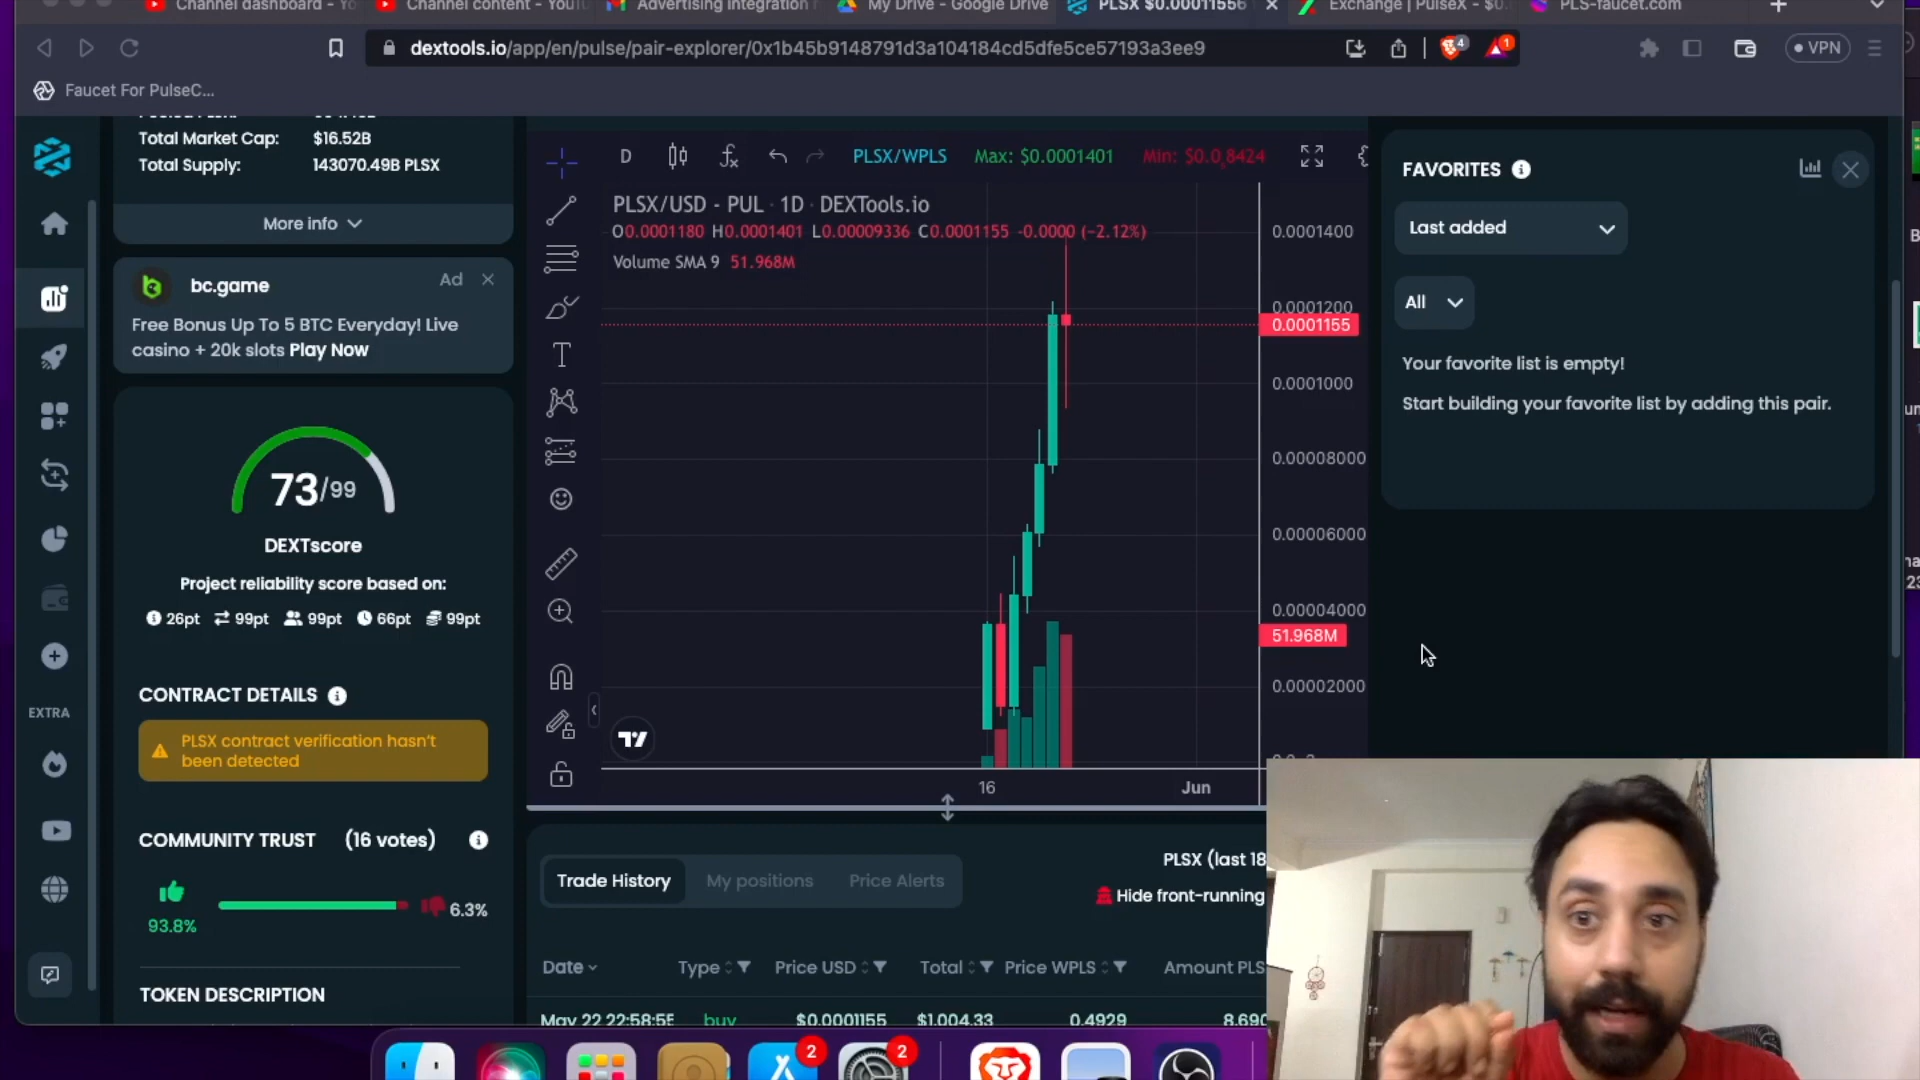 Channel dashboard - Yo
Channel content - YouTu
Advertising integration
My Drive - Google Drive
PLSX $0.00011556
Exchange | PulseX - $0.
PLS-faucet.com
dextools.io/app/en/pulse/pair-explorer/0x1b45b9148791d3a104184cd5dfe5ce57193a3ee9
4
1
VPN
Faucet For PulseC...
Total Market Cap: $16.52B
Total Supply: 143070.49B PLSX
More info
bc.game
Ad
Free Bonus Up To 5 BTC Everyday! Live
casino + 20k slots Play Now
73/99
DEXTscore
Project reliability score based on:
26pt 99pt 99pt 66pt 99pt
CONTRACT DETAILS
PLSX contract verification hasn't
been detected
COMMUNITY TRUST (16 votes)
93.8%
6.3%
TOKEN DESCRIPTION
EXTRA
D
PLSX/WPLS Max: $0.0001401 Min: $0.0
PLSX/USD - PUL · 1D · DEXTools.io
O0.0001180 H0.0001401 L0.00009336 C0.0001155 -0.0000 (−2.12%)
Volume SMA 9 51.968M
0.0001400
0.0001200
0.0001155
0.0001000
0.00008000
0.00006000
0.00004000
51.968M
0.00002000
16
Jun
Trade History
My positions
Price Alerts
PLSX (last 18
Hide front-running
Date Type Price USD Total Price WPLS Amount PLS
May 22 22:58:5 buy $0.0001155 $1,004.33 0.4929 8.690
FAVORITES
Last added
All
Your favorite list is empty!
Start building your favorite list by adding this pair.
2
2